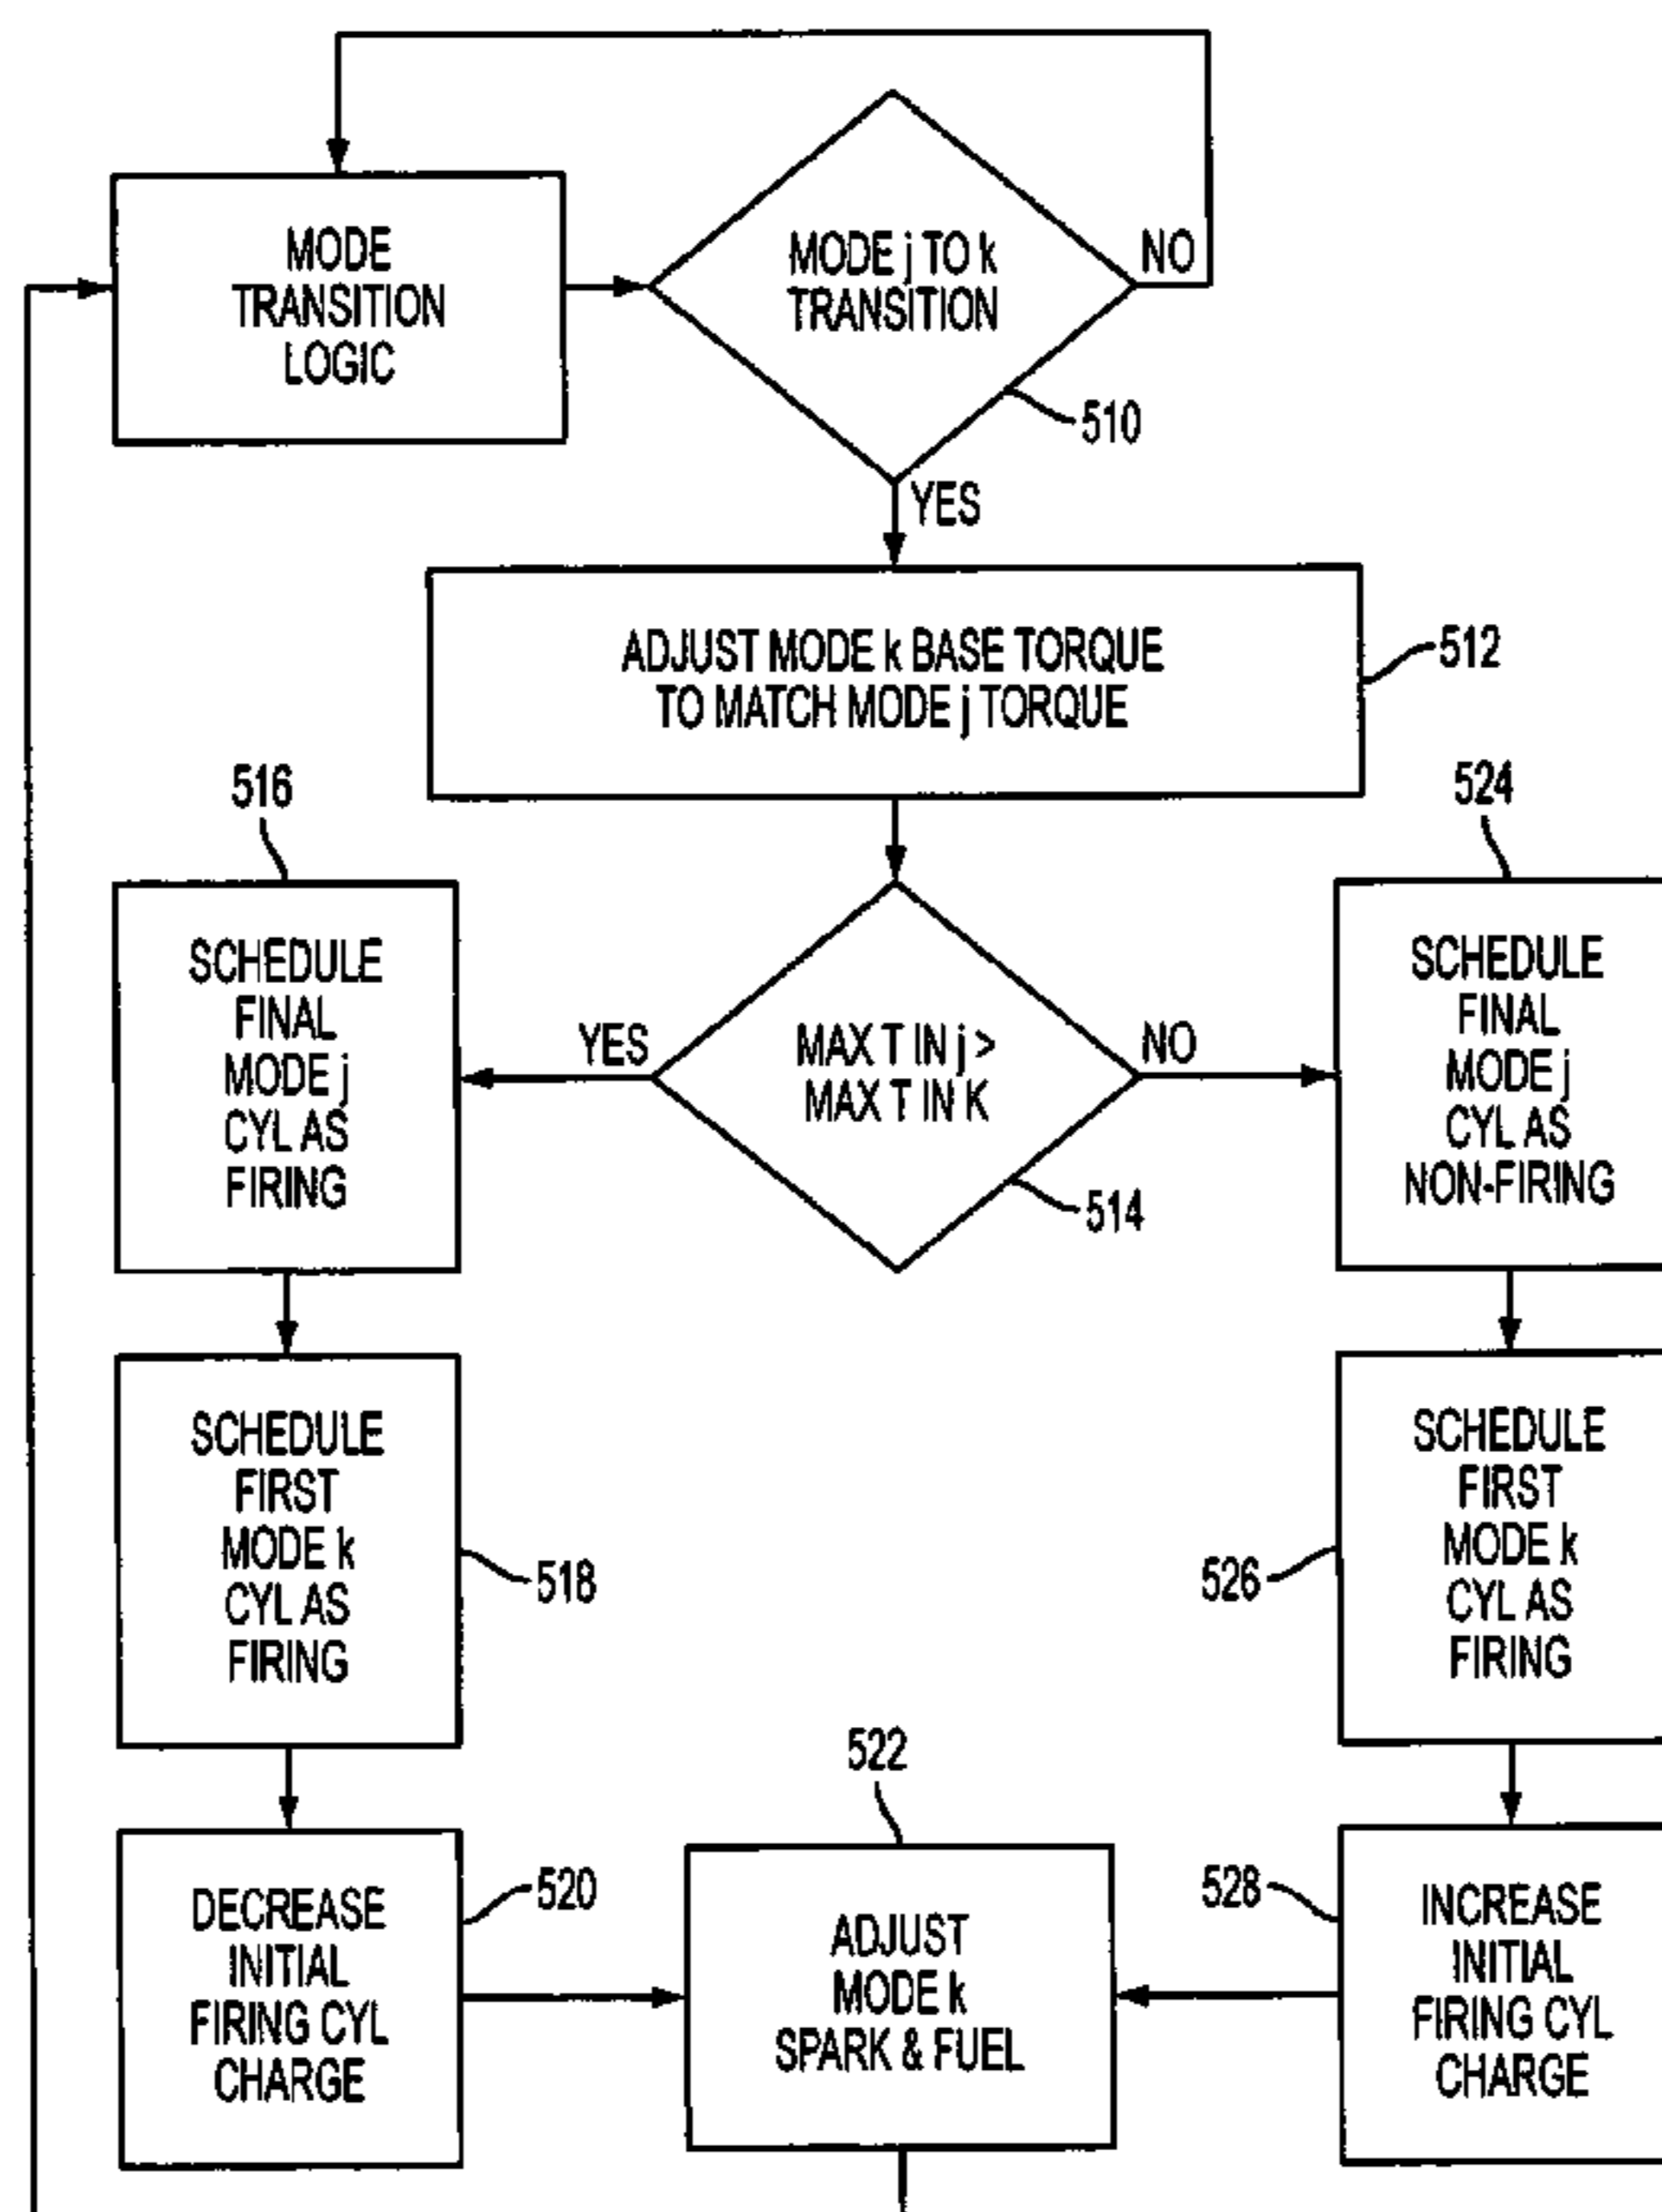 MODE
TRANSITION
LOGIC
MODE j TO k
TRANSITION
NO
510
YES
ADJUST MODE k BASE TORQUE
TO MATCH MODE j TORQUE
512
516
SCHEDULE
FINAL
MODE j
CYL AS
FIRING
YES
MAX T IN j >
MAX T IN K
NO
514
524
SCHEDULE
FINAL
MODE j
CYL AS
NON-FIRING
SCHEDULE
FIRST
MODE k
CYL AS
FIRING
518
526
SCHEDULE
FIRST
MODE k
CYL AS
FIRING
DECREASE
INITIAL
FIRING CYL
CHARGE
520
522
ADJUST
MODE k
SPARK & FUEL
528
INCREASE
INITIAL
FIRING CYL
CHARGE